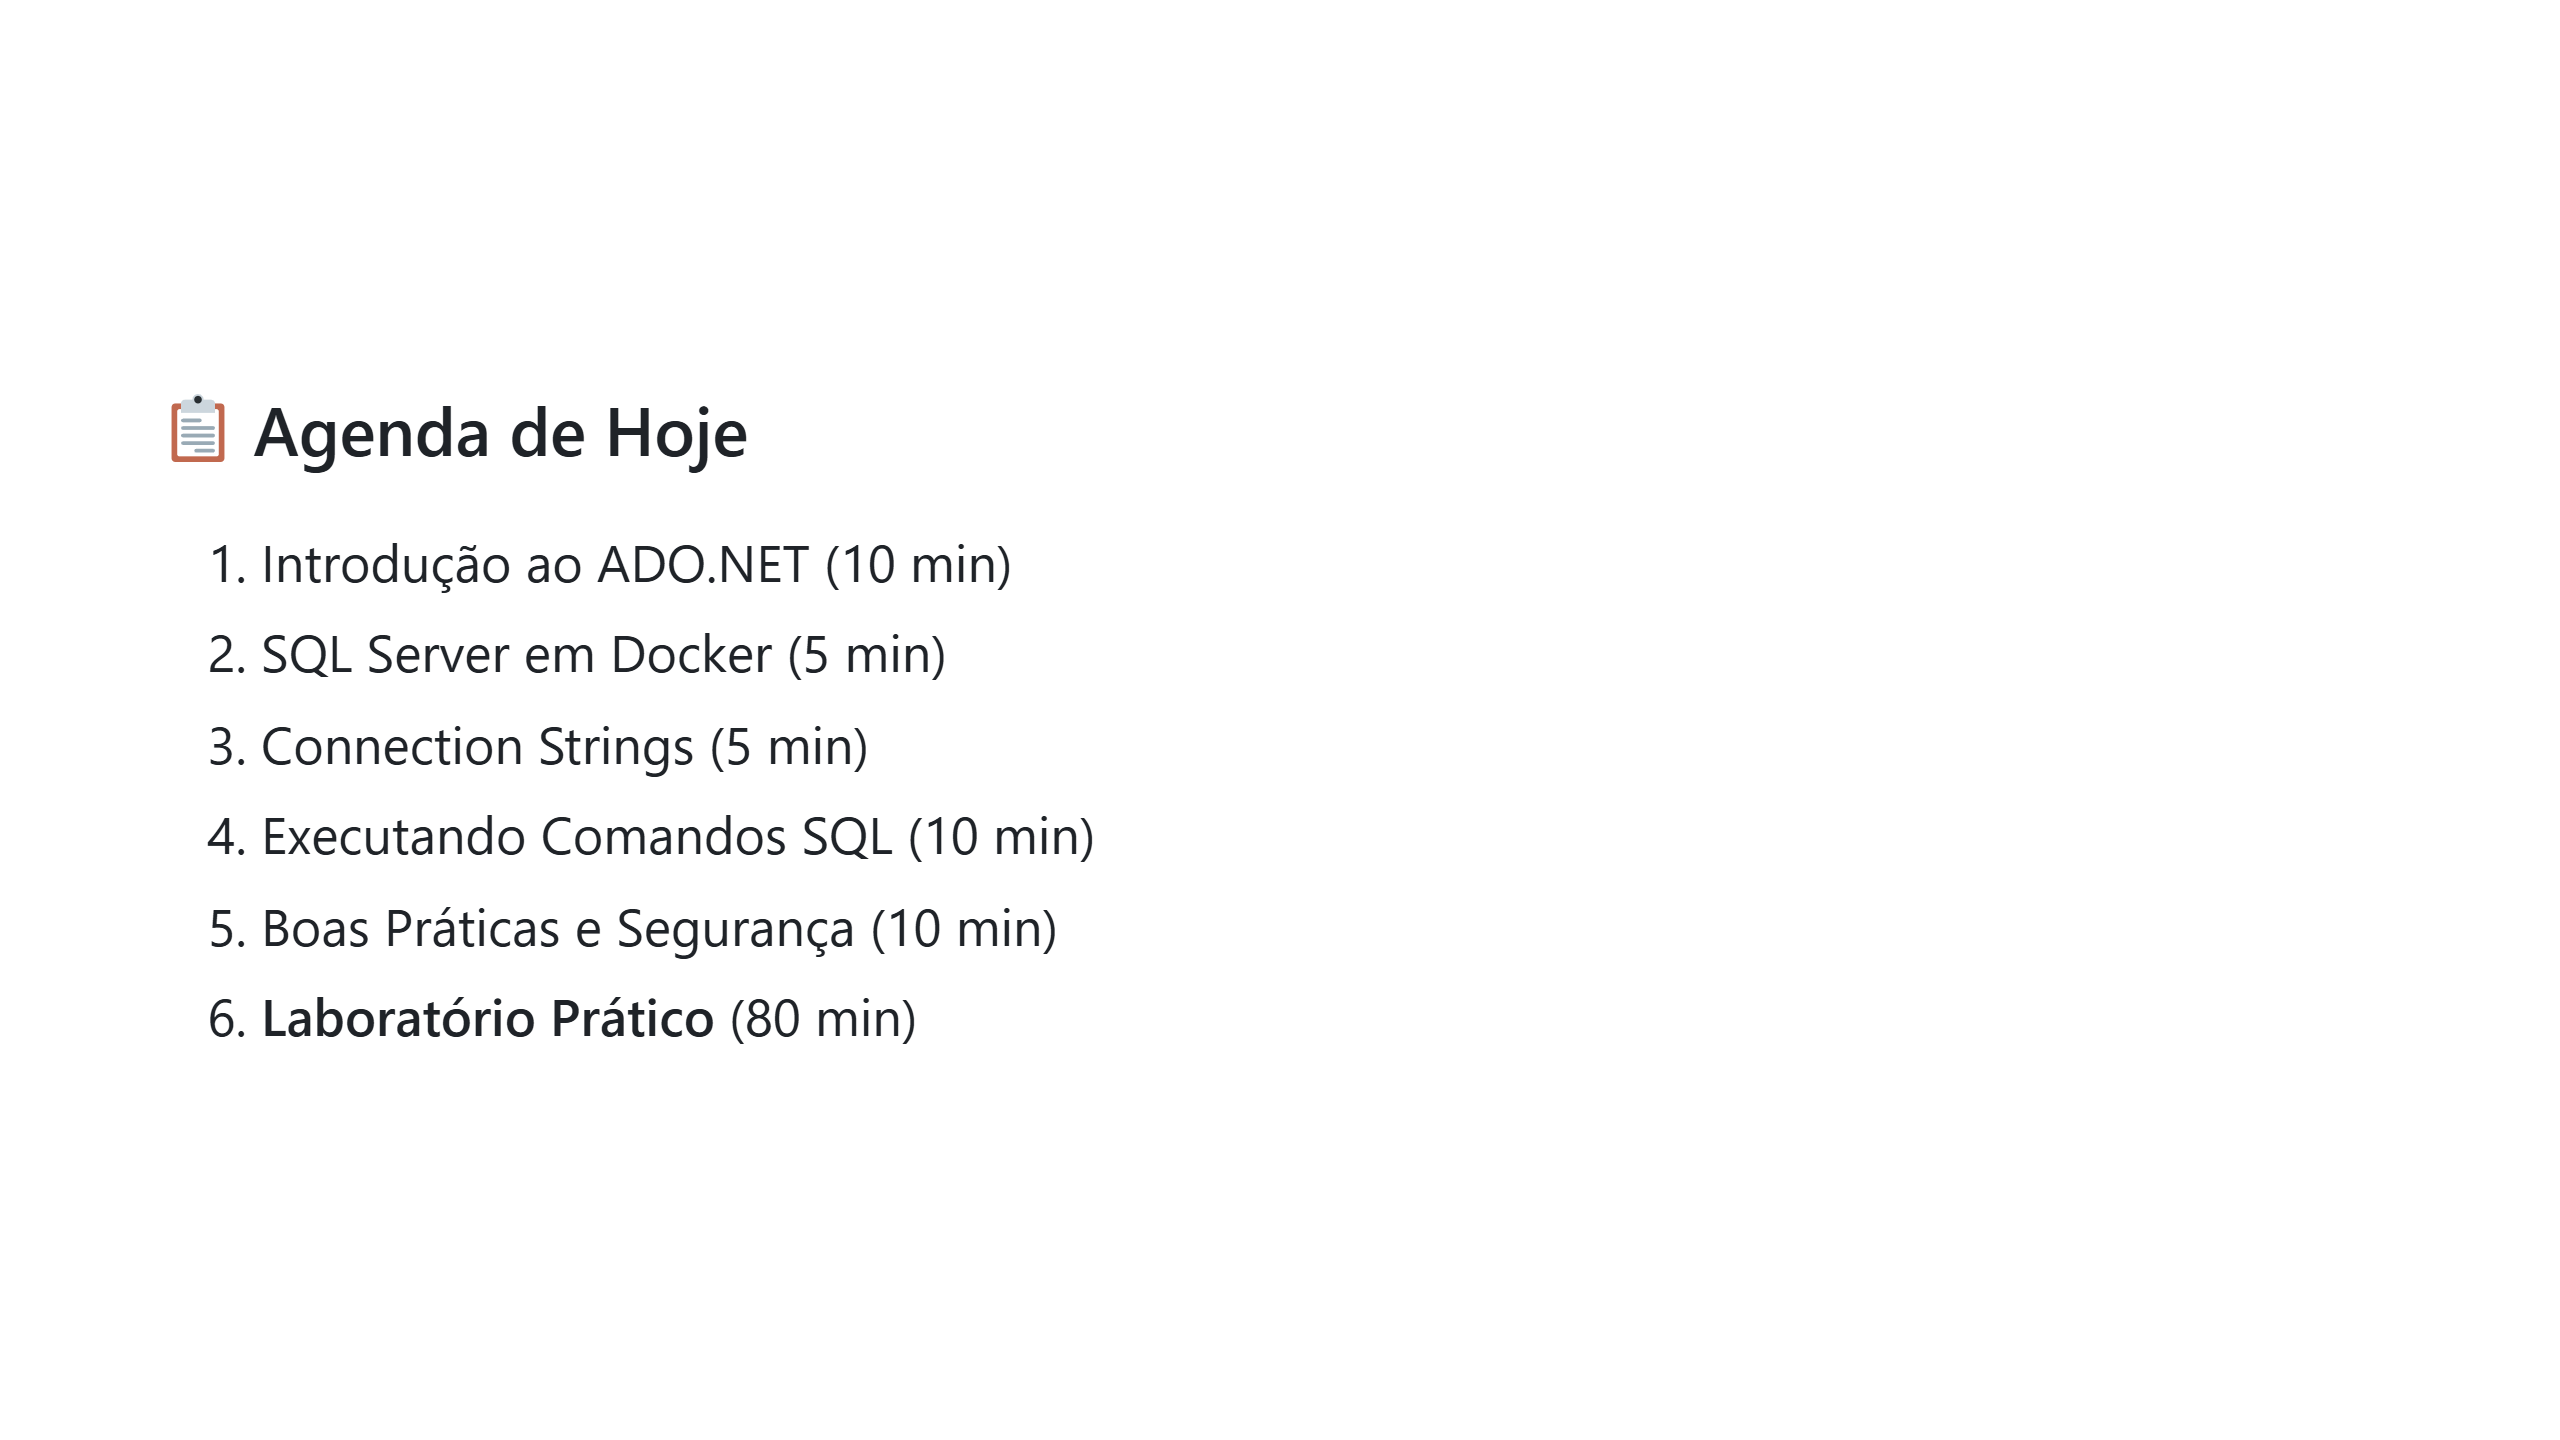 Agenda de Hoje
1. Introdução ao ADO.NET (10 min)
2. SQL Server em Docker (5 min)
3. Connection Strings (5 min)
4. Executando Comandos SQL (10 min)
5. Boas Práticas e Segurança (10 min)
6. Laboratório Prático (80 min)